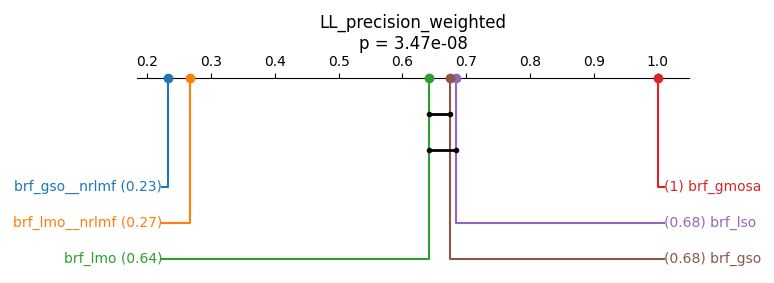 LL_precision_weighted
p = 3.47e-08
0.2 0.3 0.4 0.5 0.6 0.7 0.8 0.9 1.0
brf_gso__nrlmf (0.23) (1) brf_gmosa
brf_lmo__nrlmf (0.27) (0.68) brf_lso
brf_lmo (0.64) (0.68) brf_gso